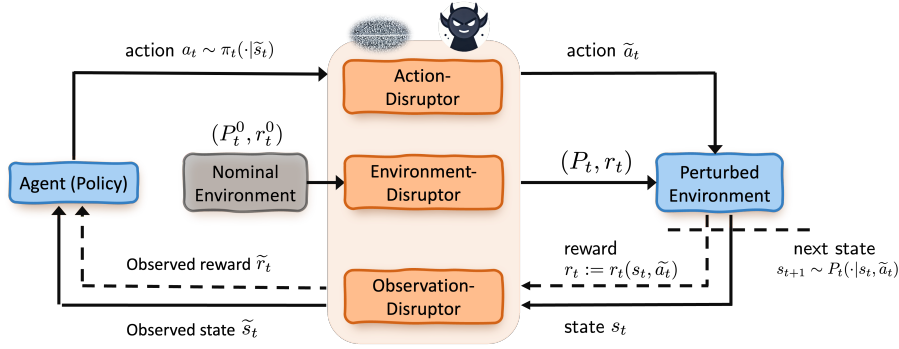 action $a_t \sim \pi_t(\cdot|\widetilde{s}_t)$
Action-
Disruptor
action $\widetilde{a}_t$
$(P_t^0, r_t^0)$
Agent (Policy)
Nominal
Environment
Environment-
Disruptor
$(P_t, r_t)$
Perturbed
Environment
Observed reward $\widetilde{r}_t$
Observation-
Disruptor
reward
$r_t := r_t(s_t, \widetilde{a}_t)$
next state
$s_{t+1} \sim P_t(\cdot|s_t, \widetilde{a}_t)$
Observed state $\widetilde{s}_t$
state $s_t$